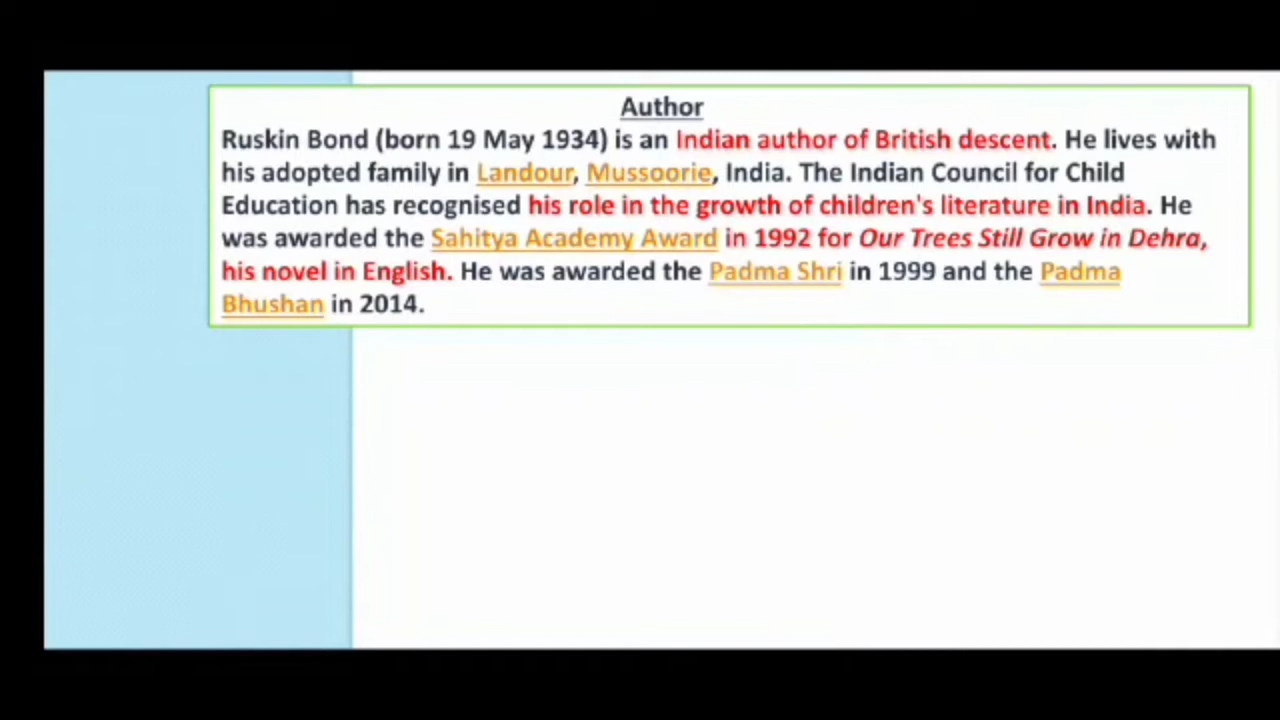 Author
Ruskin Bond (born 19 May 1934) is an Indian author of British descent. He lives with
his adopted family in Landour, Mussoorie, India. The Indian Council for Child
Education has recognised his role in the growth of children's literature in India. He
was awarded the Sahitya Academy Award in 1992 for Our Trees Still Grow in Dehra,
his novel in English. He was awarded the Padma Shri in 1999 and the Padma
Bhushan in 2014.